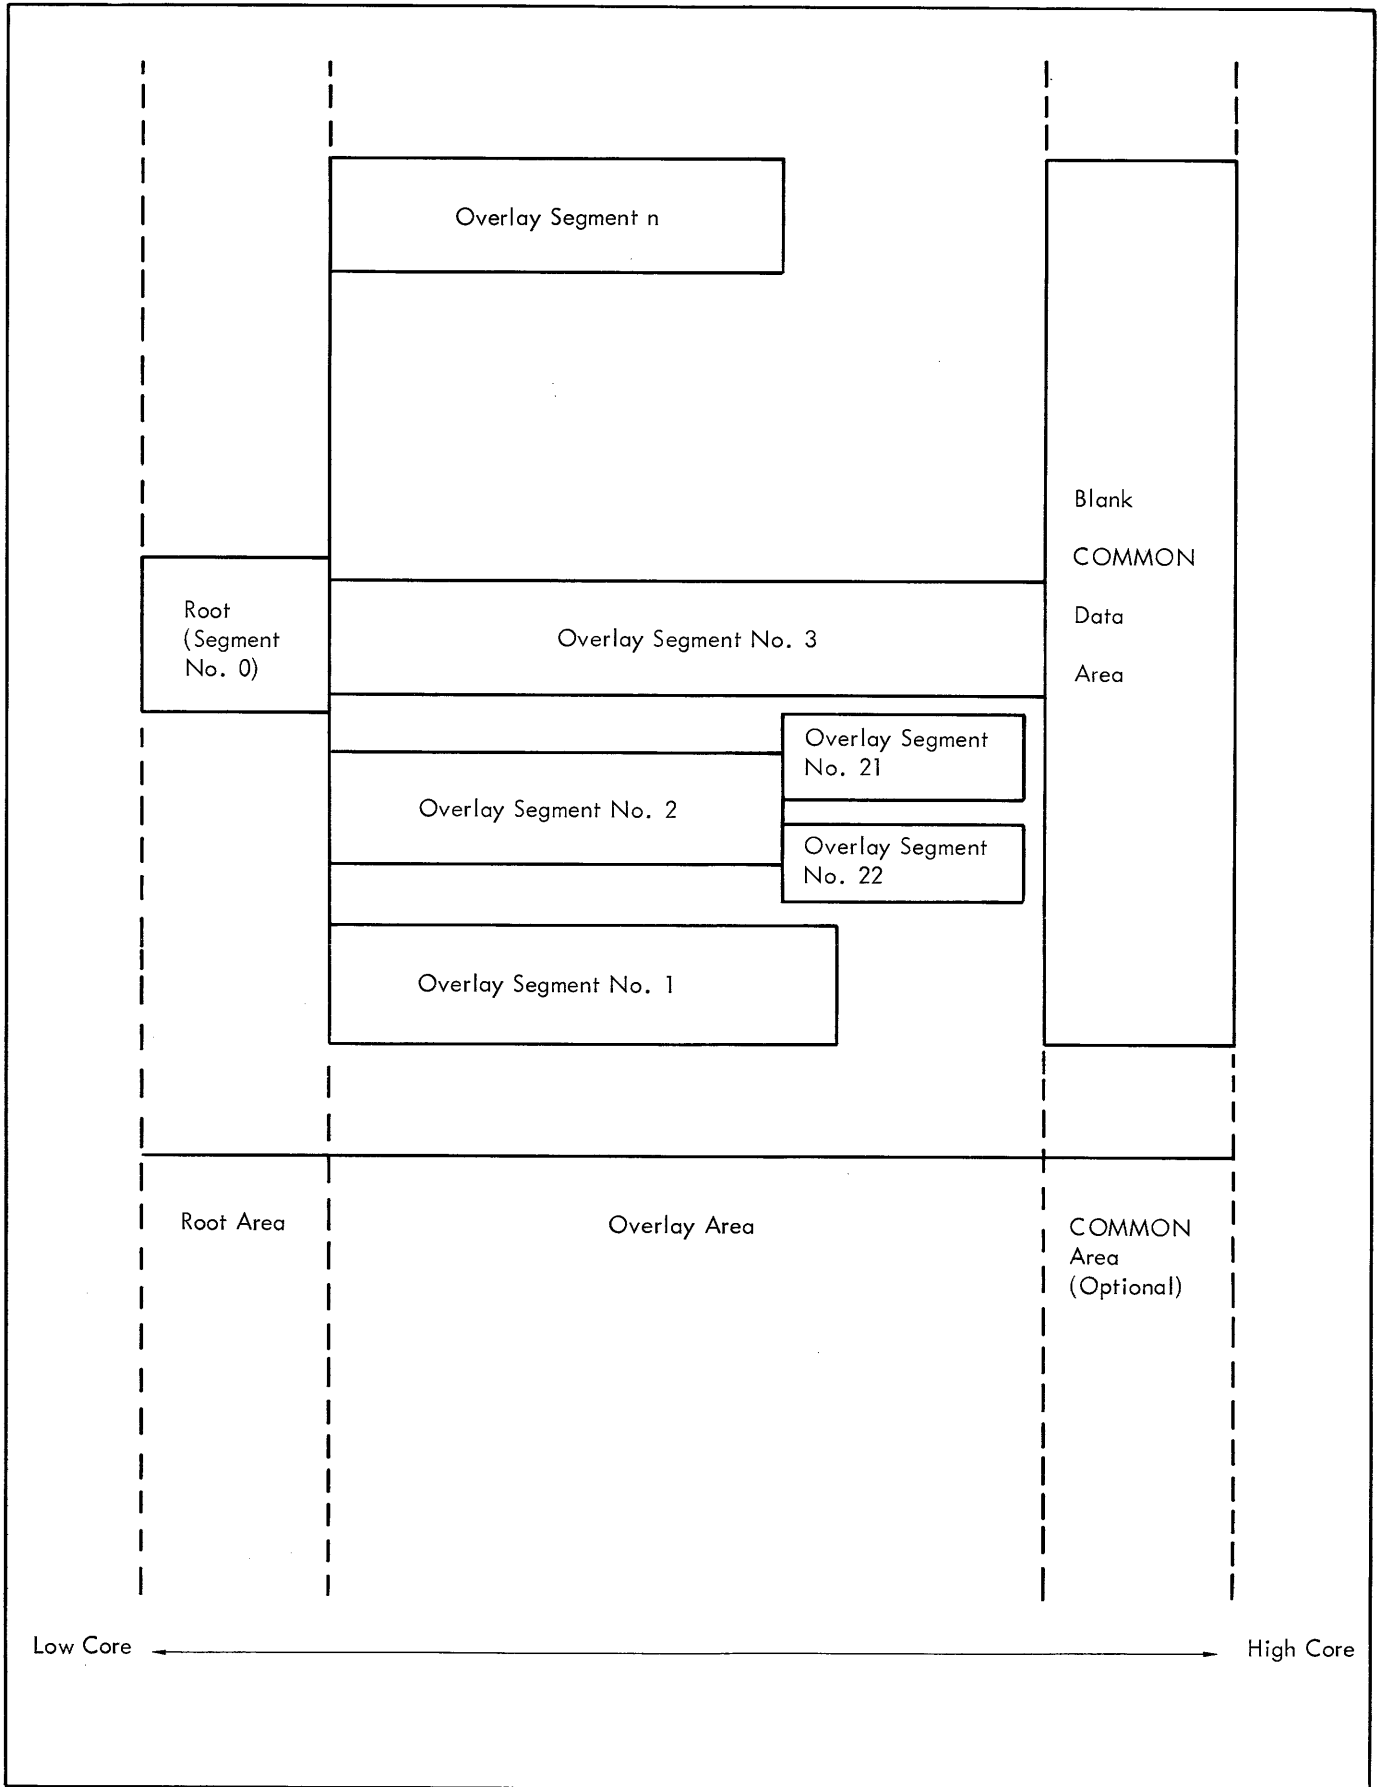 Overlay Segment n
Blank
COMMON
Data
Area
Root
(Segment
No. 0)
Overlay Segment No. 3
Overlay Segment
No. 21
Overlay Segment No. 2
Overlay Segment
No. 22
Overlay Segment No. 1
Root Area
Overlay Area
COMMON
Area
(Optional)
Low Core
High Core